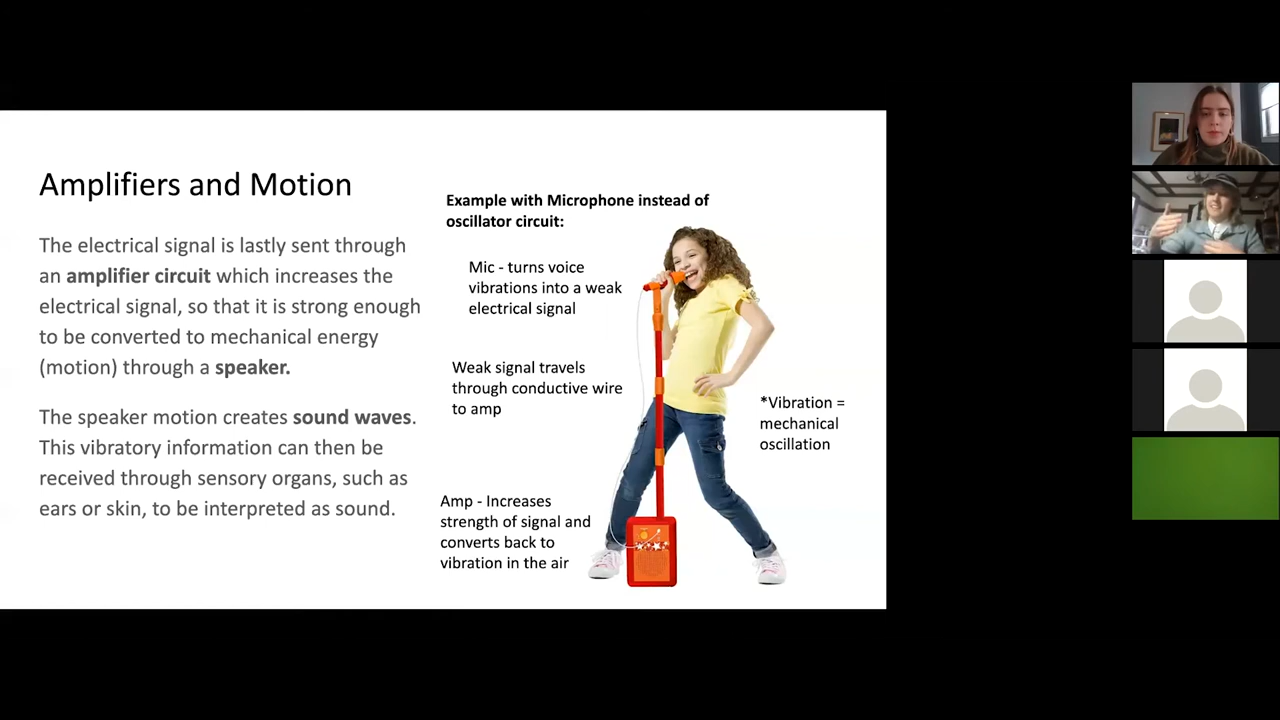 Amplifiers and Motion
The electrical signal is lastly sent through
an amplifier circuit which increases the
electrical signal, so that it is strong enough
to be converted to mechanical energy
(motion) through a speaker.
The speaker motion creates sound waves.
This vibratory information can then be
received through sensory organs, such as
ears or skin, to be interpreted as sound.
Example with Microphone instead of
oscillator circuit:
Mic - turns voice
vibrations into a weak
electrical signal
Weak signal travels
through conductive wire
to amp
*Vibration =
mechanical
oscillation
Amp - Increases
strength of signal and
converts back to
vibration in the air